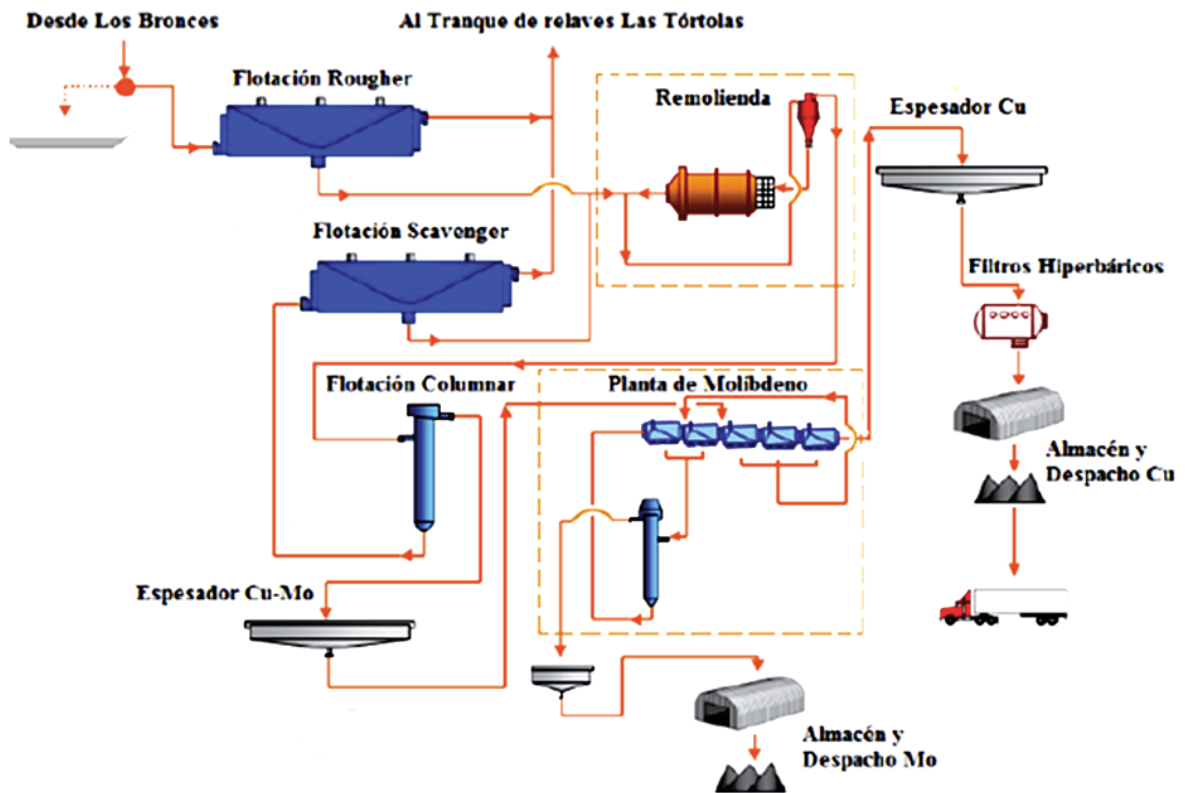 Desde Los Bronces
Al Tranque de relaves Las Tórtolas
Flotación Rougher
Remolienda
Espesador Cu
Flotación Scavenger
Filtros Hiperbáricos
Flotación Columnar
Planta de Molíbdeno
Almacén y
Despacho Cu
Espesador Cu-Mo
Almacén y
Despacho Mo